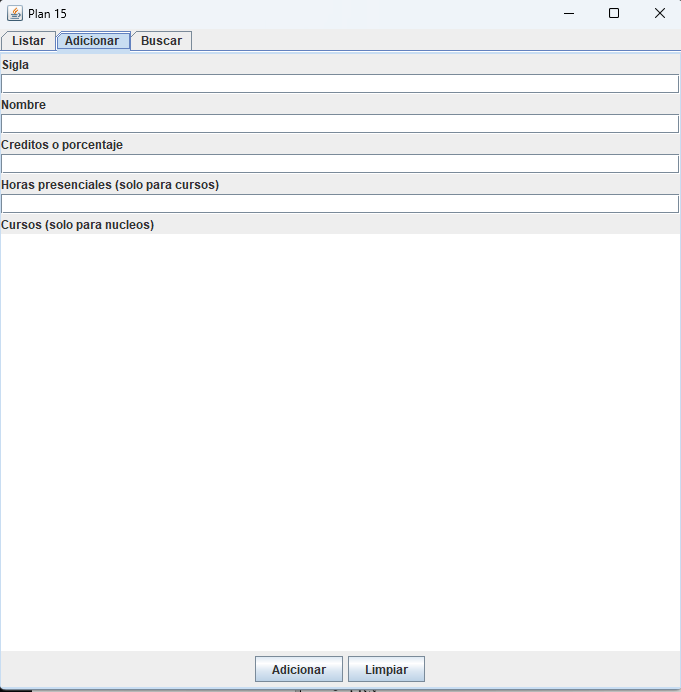 Plan 15
Listar Adicionar Buscar
Sigla
Nombre
Creditos o porcentaje
Horas presenciales (solo para cursos)
Cursos (solo para nucleos)
Adicionar Limpiar